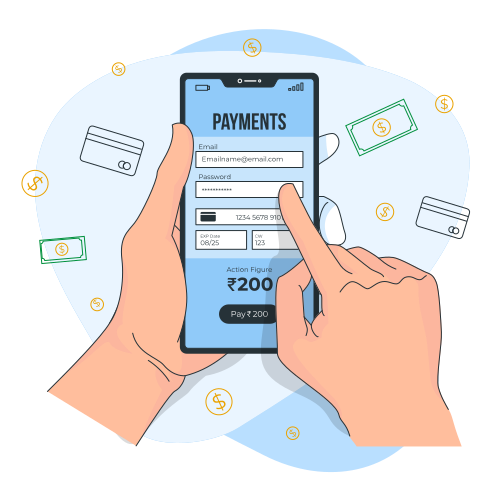 PAYMENTS
Email
Emailname@email.com
Password
***********
1234 5678 910
EXP Date
08/25
CW
123
Action Figure
₹200
Pay ₹ 200